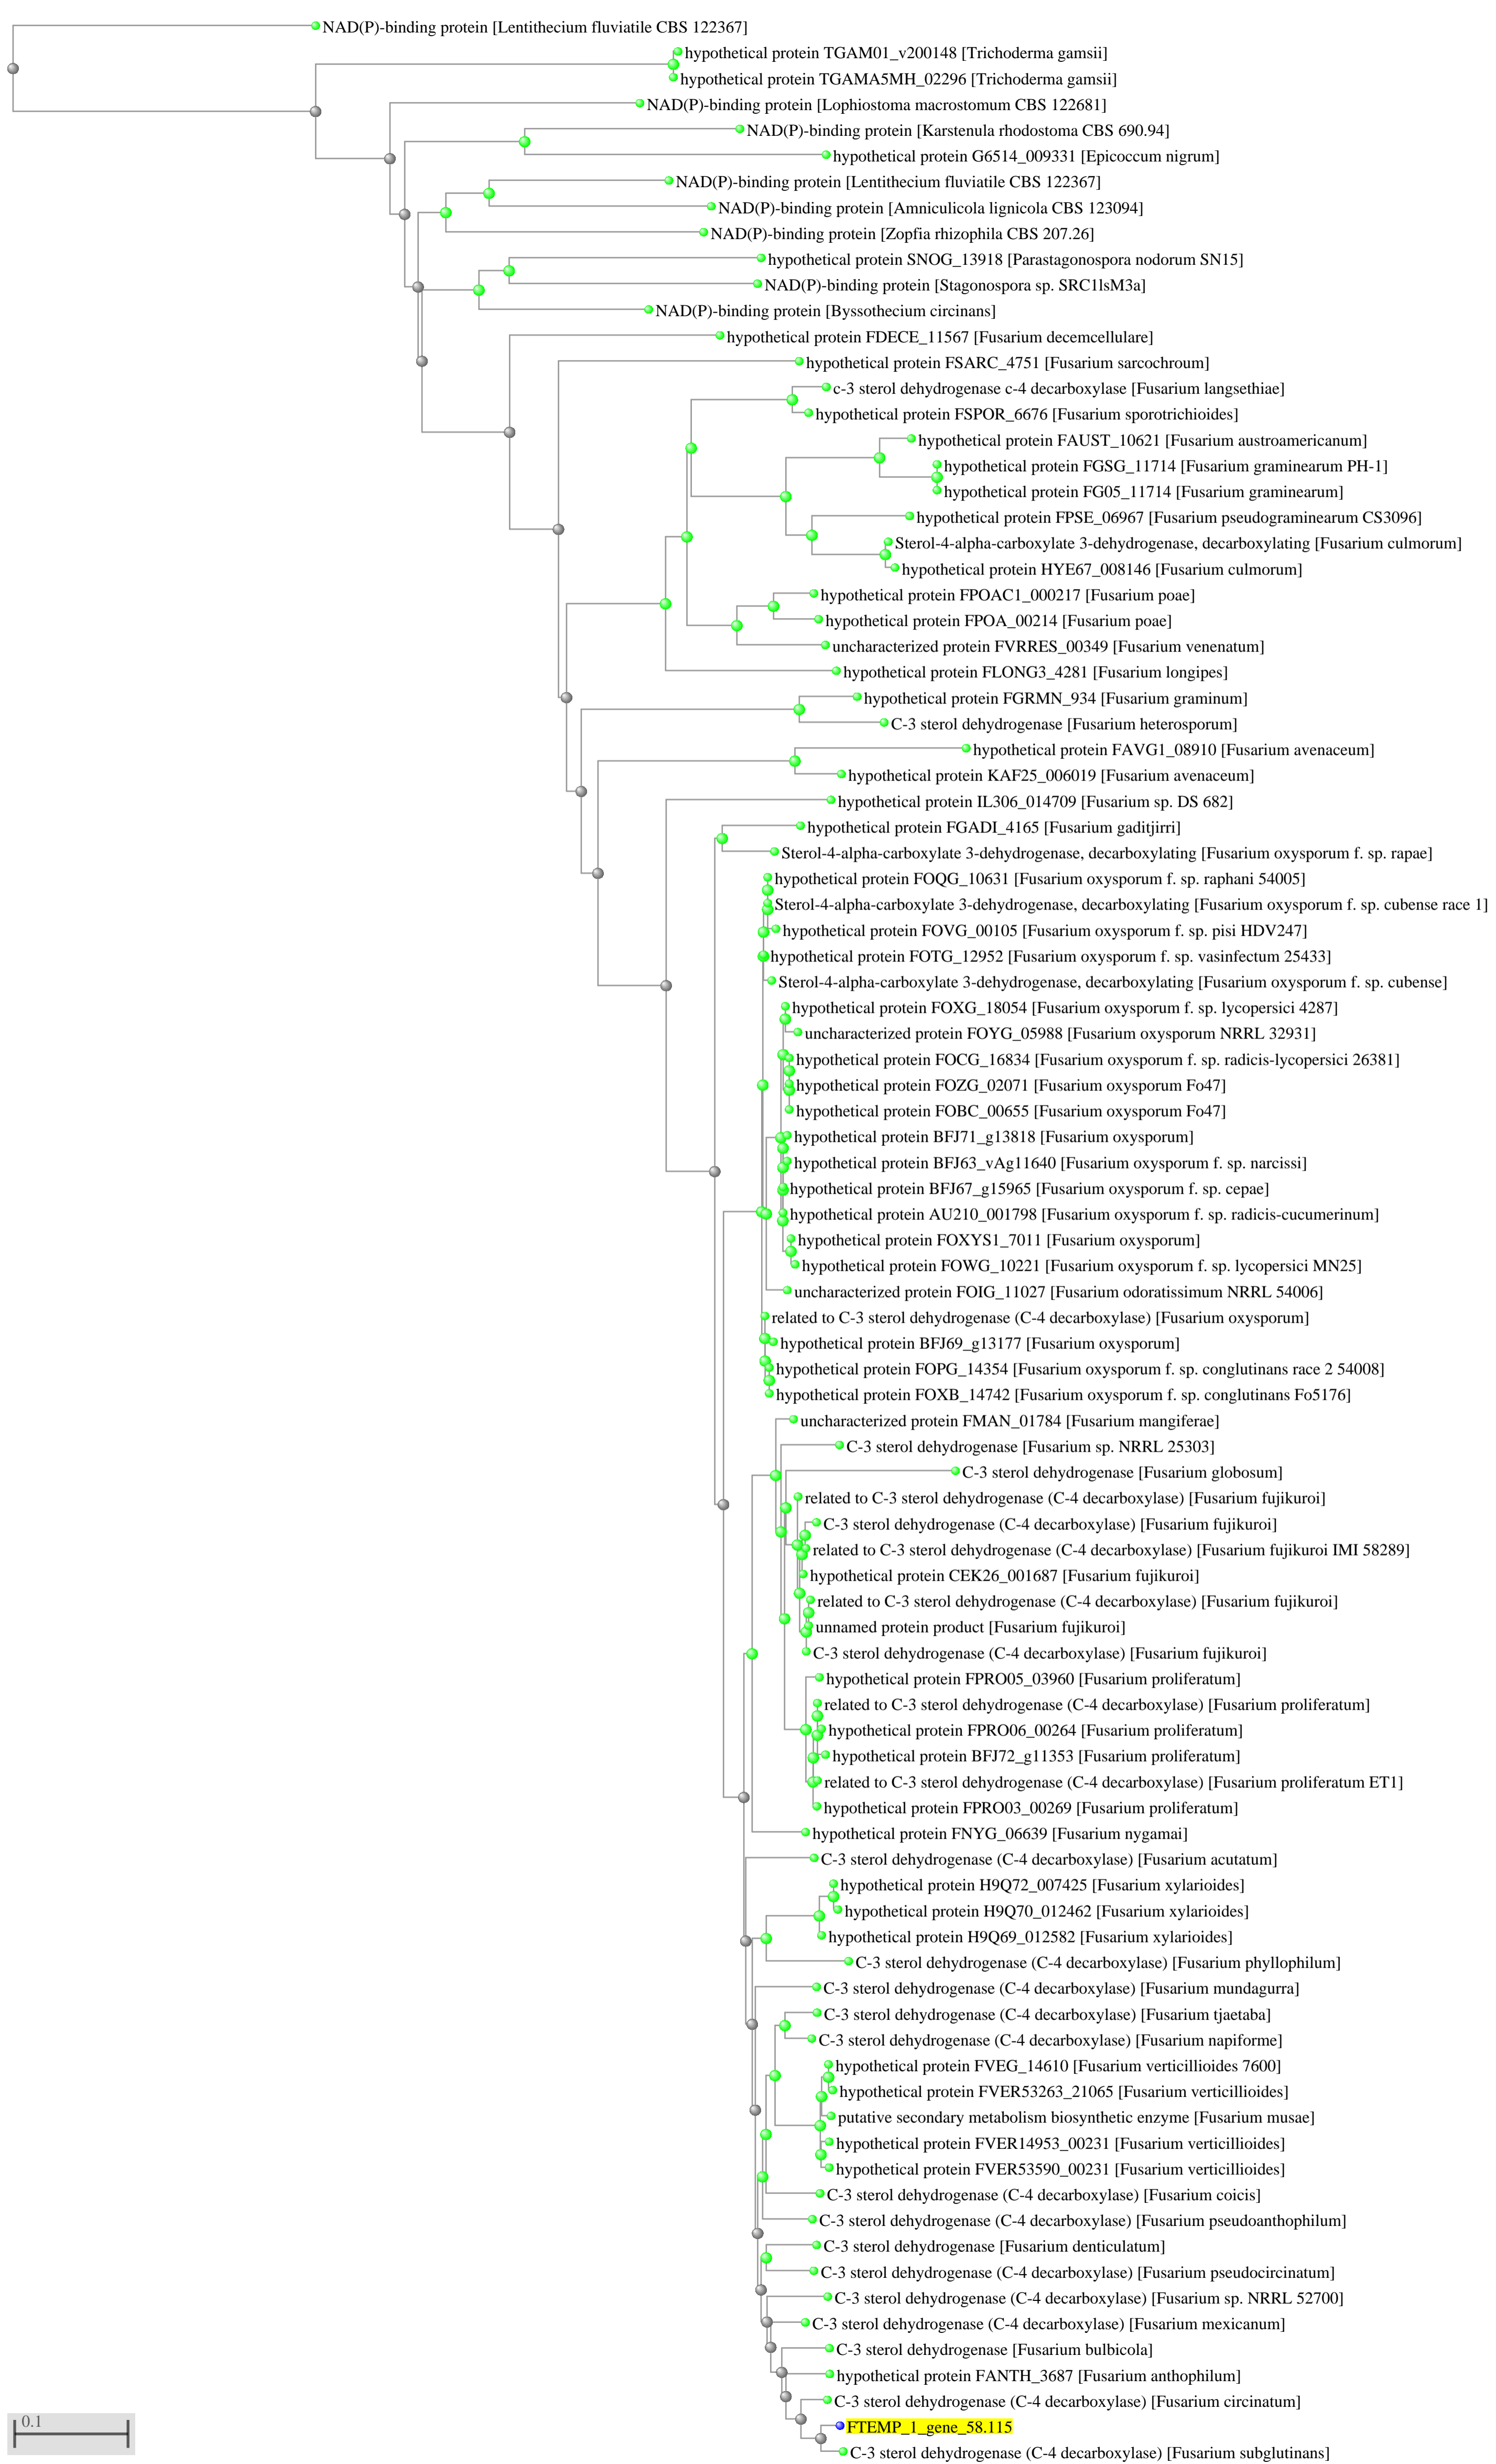 NAD(P)-binding protein [Lentithecium fluviatile CBS 122367]
hypothetical protein TGAM01_v200148 [Trichoderma gamsii]
hypothetical protein TGAMA5MH_02296 [Trichoderma gamsii]
NAD(P)-binding protein [Lophiostoma macrostomum CBS 122681]
NAD(P)-binding protein [Karstenula rhodostoma CBS 690.94]
hypothetical protein G6514_009331 [Epicoccum nigrum]
NAD(P)-binding protein [Lentithecium fluviatile CBS 122367]
NAD(P)-binding protein [Amniculicola lignicola CBS 123094]
NAD(P)-binding protein [Zopfia rhizophila CBS 207.26]
hypothetical protein SNOG_13918 [Parastagonospora nodorum SN15]
NAD(P)-binding protein [Stagonospora sp. SRC1lsM3a]
NAD(P)-binding protein [Byssothecium circinans]
hypothetical protein FDECE_11567 [Fusarium decemcellulare]
hypothetical protein FSARC_4751 [Fusarium sarcochroum]
c-3 sterol dehydrogenase c-4 decarboxylase [Fusarium langsethiae]
hypothetical protein FSPOR_6676 [Fusarium sporotrichioides]
hypothetical protein FAUST_10621 [Fusarium austroamericanum]
hypothetical protein FGSG_11714 [Fusarium graminearum PH-1]
hypothetical protein FG05_11714 [Fusarium graminearum]
hypothetical protein FPSE_06967 [Fusarium pseudograminearum CS3096]
Sterol-4-alpha-carboxylate 3-dehydrogenase, decarboxylating [Fusarium culmorum]
hypothetical protein HYE67_008146 [Fusarium culmorum]
hypothetical protein FPOAC1_000217 [Fusarium poae]
hypothetical protein FPOA_00214 [Fusarium poae]
uncharacterized protein FVRRES_00349 [Fusarium venenatum]
hypothetical protein FLONG3_4281 [Fusarium longipes]
hypothetical protein FGRMN_934 [Fusarium graminum]
C-3 sterol dehydrogenase [Fusarium heterosporum]
hypothetical protein FAVG1_08910 [Fusarium avenaceum]
hypothetical protein KAF25_006019 [Fusarium avenaceum]
hypothetical protein IL306_014709 [Fusarium sp. DS 682]
hypothetical protein FGADI_4165 [Fusarium gaditjirri]
Sterol-4-alpha-carboxylate 3-dehydrogenase, decarboxylating [Fusarium oxysporum f. sp. rapae]
hypothetical protein FOQG_10631 [Fusarium oxysporum f. sp. raphani 54005]
Sterol-4-alpha-carboxylate 3-dehydrogenase, decarboxylating [Fusarium oxysporum f. sp. cubense race 1]
hypothetical protein FOVG_00105 [Fusarium oxysporum f. sp. pisi HDV247]
hypothetical protein FOTG_12952 [Fusarium oxysporum f. sp. vasinfectum 25433]
Sterol-4-alpha-carboxylate 3-dehydrogenase, decarboxylating [Fusarium oxysporum f. sp. cubense]
hypothetical protein FOXG_18054 [Fusarium oxysporum f. sp. lycopersici 4287]
uncharacterized protein FOYG_05988 [Fusarium oxysporum NRRL 32931]
hypothetical protein FOCG_16834 [Fusarium oxysporum f. sp. radicis-lycopersici 26381]
hypothetical protein FOZG_02071 [Fusarium oxysporum Fo47]
hypothetical protein FOBC_00655 [Fusarium oxysporum Fo47]
hypothetical protein BFJ71_g13818 [Fusarium oxysporum]
hypothetical protein BFJ63_vAg11640 [Fusarium oxysporum f. sp. narcissi]
hypothetical protein BFJ67_g15965 [Fusarium oxysporum f. sp. cepae]
hypothetical protein AU210_001798 [Fusarium oxysporum f. sp. radicis-cucumerinum]
hypothetical protein FOXYS1_7011 [Fusarium oxysporum]
hypothetical protein FOWG_10221 [Fusarium oxysporum f. sp. lycopersici MN25]
uncharacterized protein FOIG_11027 [Fusarium odoratissimum NRRL 54006]
related to C-3 sterol dehydrogenase (C-4 decarboxylase) [Fusarium oxysporum]
hypothetical protein BFJ69_g13177 [Fusarium oxysporum]
hypothetical protein FOPG_14354 [Fusarium oxysporum f. sp. conglutinans race 2 54008]
hypothetical protein FOXB_14742 [Fusarium oxysporum f. sp. conglutinans Fo5176]
uncharacterized protein FMAN_01784 [Fusarium mangiferae]
C-3 sterol dehydrogenase [Fusarium sp. NRRL 25303]
C-3 sterol dehydrogenase [Fusarium globosum]
related to C-3 sterol dehydrogenase (C-4 decarboxylase) [Fusarium fujikuroi]
C-3 sterol dehydrogenase (C-4 decarboxylase) [Fusarium fujikuroi]
related to C-3 sterol dehydrogenase (C-4 decarboxylase) [Fusarium fujikuroi IMI 58289]
hypothetical protein CEK26_001687 [Fusarium fujikuroi]
related to C-3 sterol dehydrogenase (C-4 decarboxylase) [Fusarium fujikuroi]
unnamed protein product [Fusarium fujikuroi]
C-3 sterol dehydrogenase (C-4 decarboxylase) [Fusarium fujikuroi]
hypothetical protein FPRO05_03960 [Fusarium proliferatum]
related to C-3 sterol dehydrogenase (C-4 decarboxylase) [Fusarium proliferatum]
hypothetical protein FPRO06_00264 [Fusarium proliferatum]
hypothetical protein BFJ72_g11353 [Fusarium proliferatum]
related to C-3 sterol dehydrogenase (C-4 decarboxylase) [Fusarium proliferatum ET1]
hypothetical protein FPRO03_00269 [Fusarium proliferatum]
hypothetical protein FNYG_06639 [Fusarium nygamai]
C-3 sterol dehydrogenase (C-4 decarboxylase) [Fusarium acutatum]
hypothetical protein H9Q72_007425 [Fusarium xylarioides]
hypothetical protein H9Q70_012462 [Fusarium xylarioides]
hypothetical protein H9Q69_012582 [Fusarium xylarioides]
C-3 sterol dehydrogenase (C-4 decarboxylase) [Fusarium phyllophilum]
C-3 sterol dehydrogenase (C-4 decarboxylase) [Fusarium mundagurra]
C-3 sterol dehydrogenase (C-4 decarboxylase) [Fusarium tjaetaba]
C-3 sterol dehydrogenase (C-4 decarboxylase) [Fusarium napiforme]
hypothetical protein FVEG_14610 [Fusarium verticillioides 7600]
hypothetical protein FVER53263_21065 [Fusarium verticillioides]
putative secondary metabolism biosynthetic enzyme [Fusarium musae]
hypothetical protein FVER14953_00231 [Fusarium verticillioides]
hypothetical protein FVER53590_00231 [Fusarium verticillioides]
C-3 sterol dehydrogenase (C-4 decarboxylase) [Fusarium coicis]
C-3 sterol dehydrogenase (C-4 decarboxylase) [Fusarium pseudoanthophilum]
C-3 sterol dehydrogenase [Fusarium denticulatum]
C-3 sterol dehydrogenase (C-4 decarboxylase) [Fusarium pseudocircinatum]
C-3 sterol dehydrogenase (C-4 decarboxylase) [Fusarium sp. NRRL 52700]
C-3 sterol dehydrogenase (C-4 decarboxylase) [Fusarium mexicanum]
C-3 sterol dehydrogenase [Fusarium bulbicola]
hypothetical protein FANTH_3687 [Fusarium anthophilum]
C-3 sterol dehydrogenase (C-4 decarboxylase) [Fusarium circinatum]
0.1
FTEMP_1_gene_58.115
C-3 sterol dehydrogenase (C-4 decarboxylase) [Fusarium subglutinans]